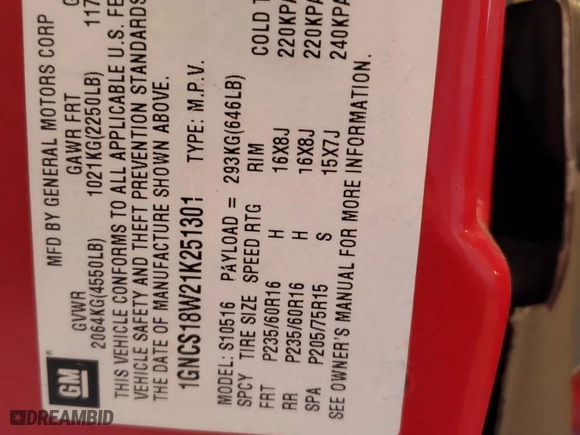 MFD BY GENERAL MOTORS CORP
GVWR GAWR FRT
2064KG(4550LB) 1021KG(2250LB) 117
THIS VEHICLE CONFORMS TO ALL APPLICABLE U.S. FE
VEHICLE SAFETY AND THEFT PREVENTION STANDARDS
THE DATE OF MANUFACTURE SHOWN ABOVE.
1GNCS18W21K251301 TYPE: M.P.V.
MODEL: S10516 PAYLOAD = 293KG(646LB)
SPCY TIRE SIZE SPEED RTG RIM COLD T
FRT P235/60R16 H 16X8J 220KPA
RR P235/60R16 H 16X8J 220KPA
SPA P205/75R15 S 15X7J 240KPA
SEE OWNER'S MANUAL FOR MORE INFORMATION.
GM
DREAMBID